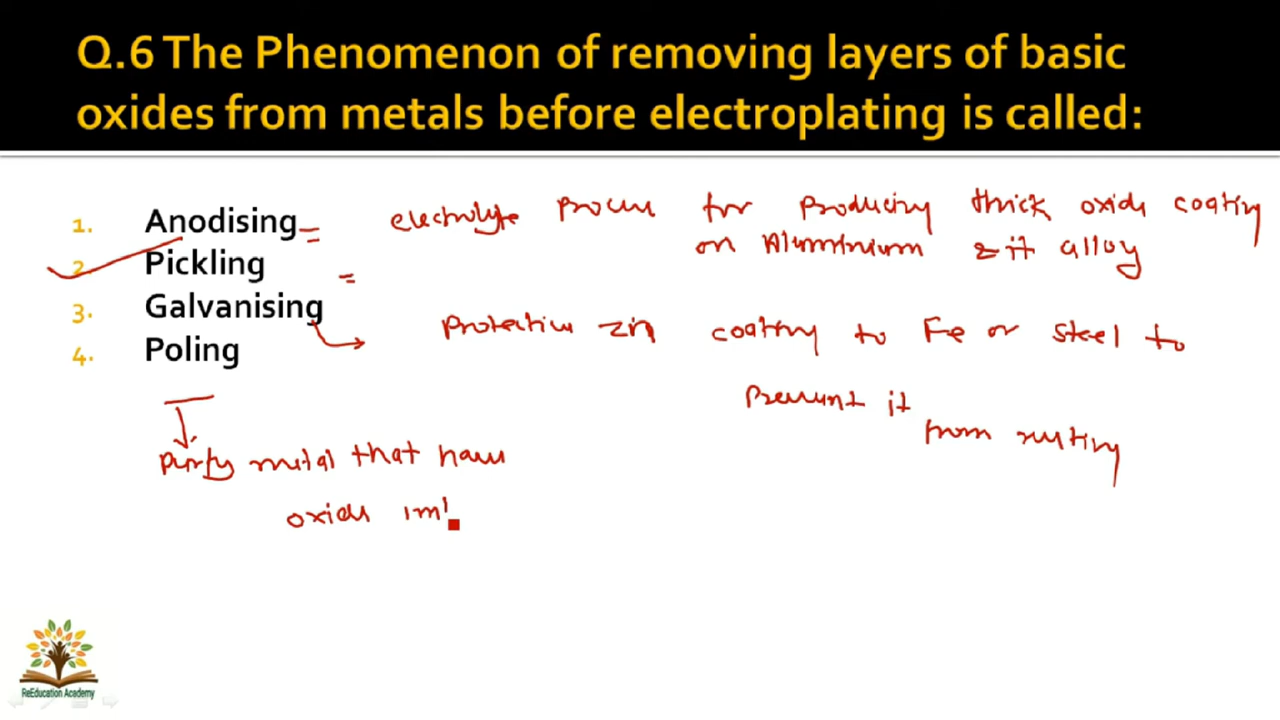 Q.6 The Phenomenon of removing layers of basic
oxides from metals before electroplating is called:
1. Anodising = electrolyte process for producing thick oxide coating
on Aluminium & it alloy
2. Pickling =
3. Galvanising → protective zin coating to Fe or steel to
prevent it
from rusting
4. Poling
purify metal that have
oxides im
ReEducation Academy